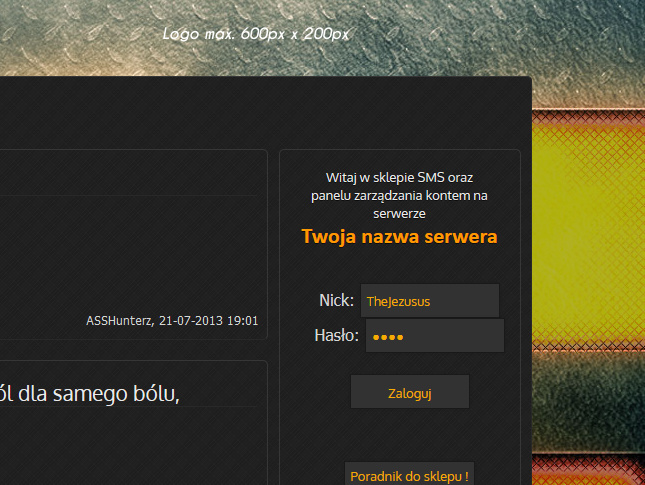 Logo max. 600px x 200px
Witaj w sklepie SMS oraz
panelu zarządzania kontem na
serwerze
Twoja nazwa serwera
Nick: TheJezusus
Hasło: ••••
Zaloguj
Poradnik do sklepu !
ASSHunterz, 21-07-2013 19:01
ól dla samego bólu,